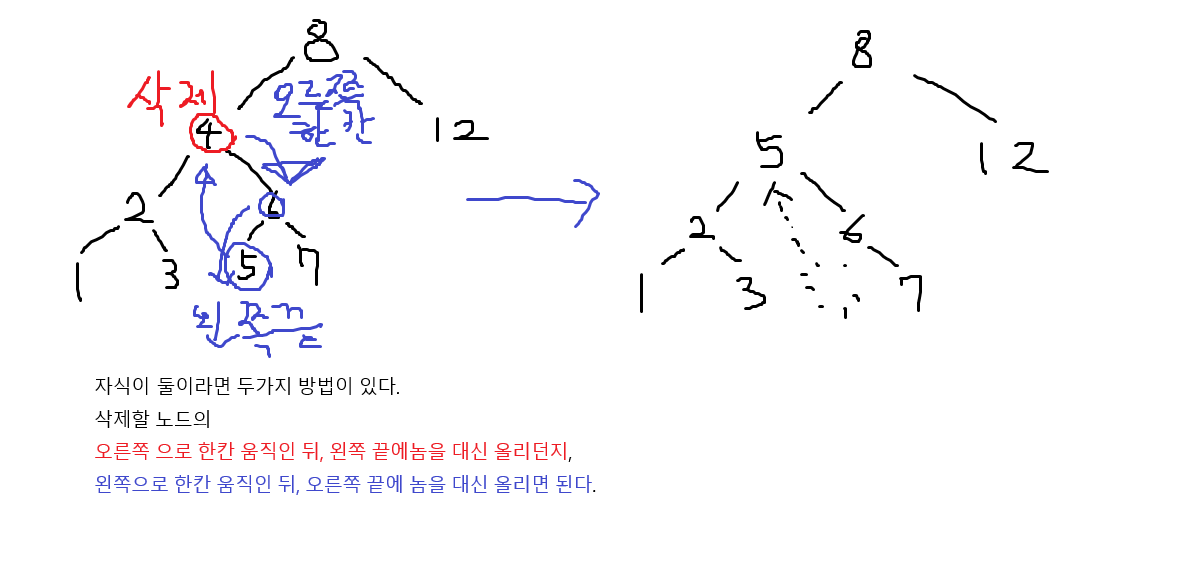 8
8
삭제
오른쪽
한칸
4
12
5
12
2
6
2
6
1
3
5
7
1
3
7
왼쪽끝
자식이 둘이라면 두가지 방법이 있다.
삭제할 노드의
오른쪽 으로 한칸 움직인 뒤, 왼쪽 끝에놈을 대신 올리던지,
왼쪽으로 한칸 움직인 뒤, 오른쪽 끝에 놈을 대신 올리면 된다.